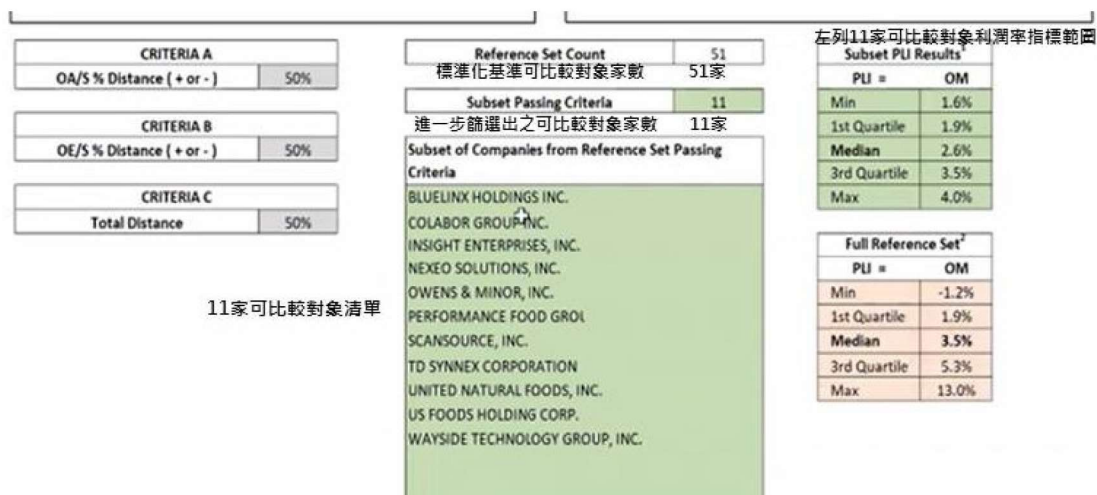 CRITERIA A
OA/S % Distance ( + or - ) 50%
CRITERIA B
OE/S % Distance ( + or - ) 50%
CRITERIA C
Total Distance 50%
11家可比較對象清單
Reference Set Count 51
標準化基準可比較對象家數 51家
Subset Passing Criteria 11
進一步篩選出之可比較對象家數 11家
Subset of Companies from Reference Set Passing
Criteria
BLUELINX HOLDINGS INC.
COLABOR GROUP INC.
INSIGHT ENTERPRISES, INC.
NEXEO SOLUTIONS, INC.
OWENS & MINOR, INC.
PERFORMANCE FOOD GROU
SCANSOURCE, INC.
TD SYNNEX CORPORATION
UNITED NATURAL FOODS, INC.
US FOODS HOLDING CORP.
WAYSIDE TECHNOLOGY GROUP, INC.
左列11家可比較對象利潤率指標範圍
Subset PLI Results¹
PLI = OM
Min 1.6%
1st Quartile 1.9%
Median 2.6%
3rd Quartile 3.5%
Max 4.0%
Full Reference Set²
PLI = OM
Min -1.2%
1st Quartile 1.9%
Median 3.5%
3rd Quartile 5.3%
Max 13.0%